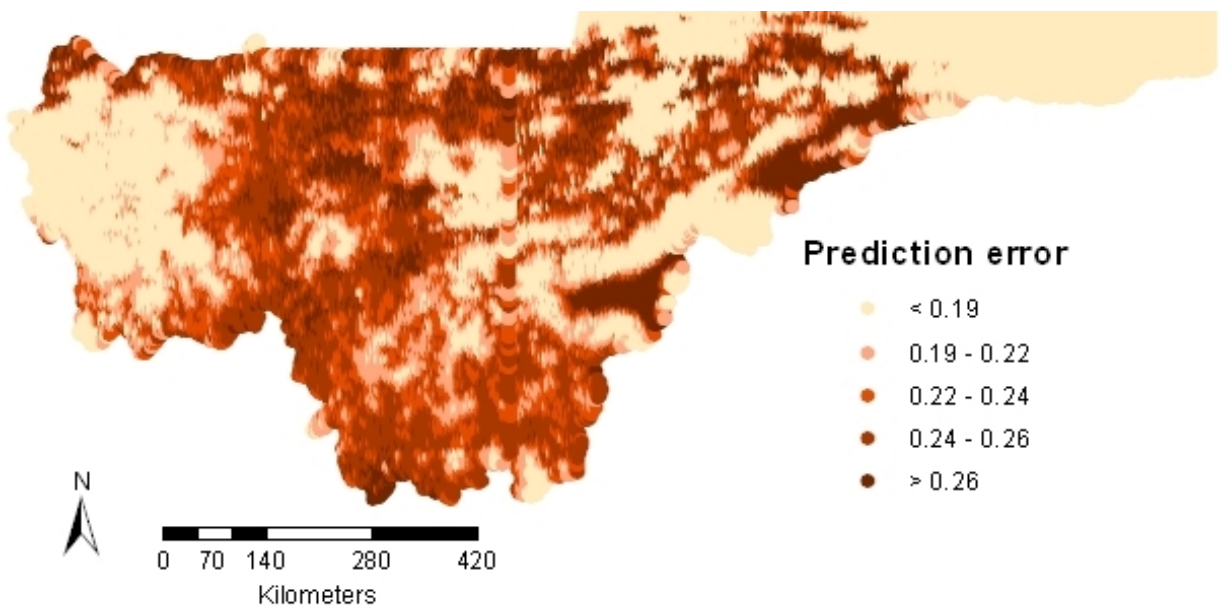 Prediction error
< 0.19
0.19 - 0.22
0.22 - 0.24
0.24 - 0.26
> 0.26
N
0 70 140 280 420
Kilometers